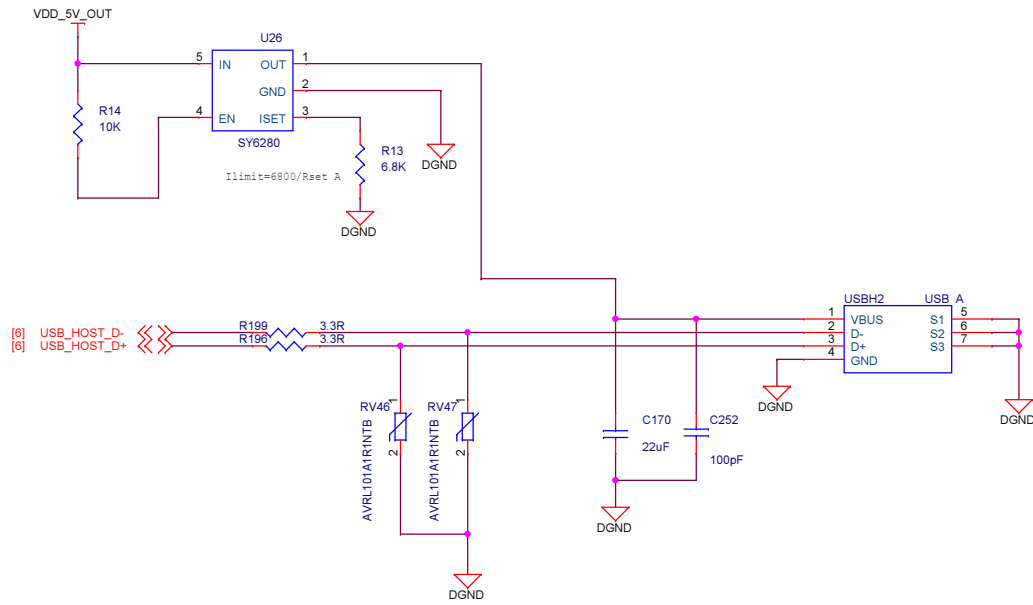 VDD_5V_OUT
U26
5 IN OUT 1
GND 2
4 EN ISET 3
SY6280
R14
10K
R13
6.8K
Ilimit=6800/Rset A
DGND
DGND
USBH2 USB_A
1 VBUS S1 5
2 D- S2 6
3 D+ S3 7
4 GND
[6] USB_HOST_D- R199 3.3R
[6] USB_HOST_D+ R196 3.3R
DGND
DGND
RV46 1
2
AVRL101A1R1NTB
RV47 1
2
AVRL101A1R1NTB
C170
22uF
C252
100pF
DGND
DGND